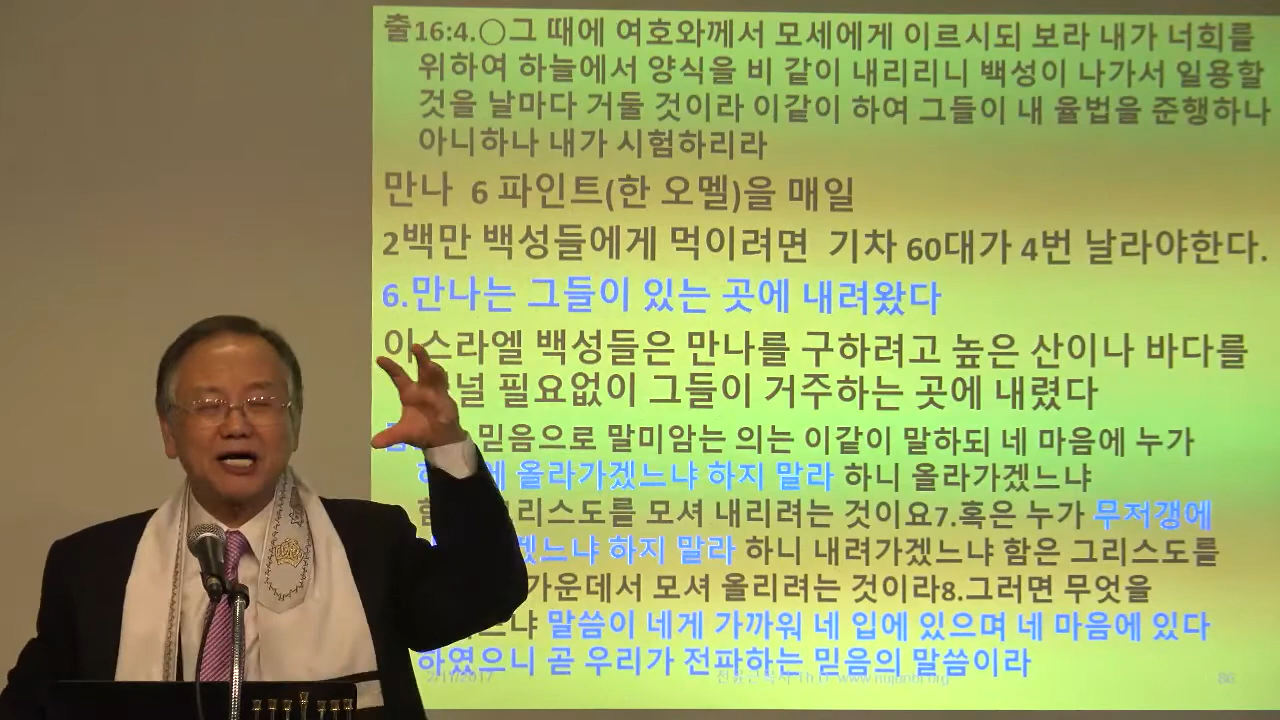 출16:4.○그 때에 여호와께서 모세에게 이르시되 보라 내가 너희를
위하여 하늘에서 양식을 비 같이 내리리니 백성이 나가서 일용할
것을 날마다 거둘 것이라 이같이 하여 그들이 내 율법을 준행하나
아니하나 내가 시험하리라
만나 6 파인트(한 오멜)을 매일
2백만 백성들에게 먹이려면 기차 60대가 4번 날라야한다.
6.만나는 그들이 있는 곳에 내려왔다
이스라엘 백성들은 만나를 구하려고 높은 산이나 바다를
널 필요없이 그들이 거주하는 곳에 내렸다
믿음으로 말미암는 의는 이같이 말하되 네 마음에 누가
올라가겠느냐 하지 말라 하니 올라가겠느냐
리스도를 모셔 내리려는 것이요7.혹은 누가 무저갱에
겠느냐 하지 말라 하니 내려가겠느냐 함은 그리스도를
가운데서 모셔 올리려는 것이라8.그러면 무엇을
냐 말씀이 네게 가까워 네 입에 있으며 네 마음에 있다
하였으니 곧 우리가 전파하는 믿음의 말씀이라
2/11/2017 86